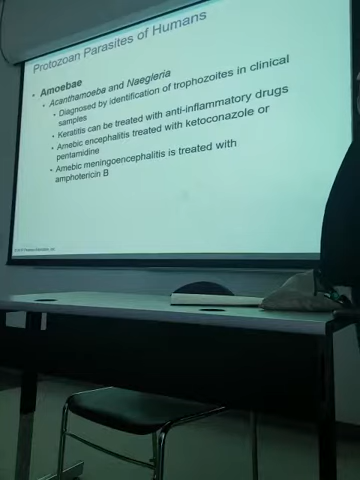 Protozoan Parasites of Humans
• Amoebae
• Acanthamoeba and Naegleria
• Diagnosed by identification of trophozoites in clinical
samples
• Keratitis can be treated with anti-inflammatory drugs
• Amebic encephalitis treated with ketoconazole or
pentamidine
• Amebic meningoencephalitis is treated with
amphotericin B